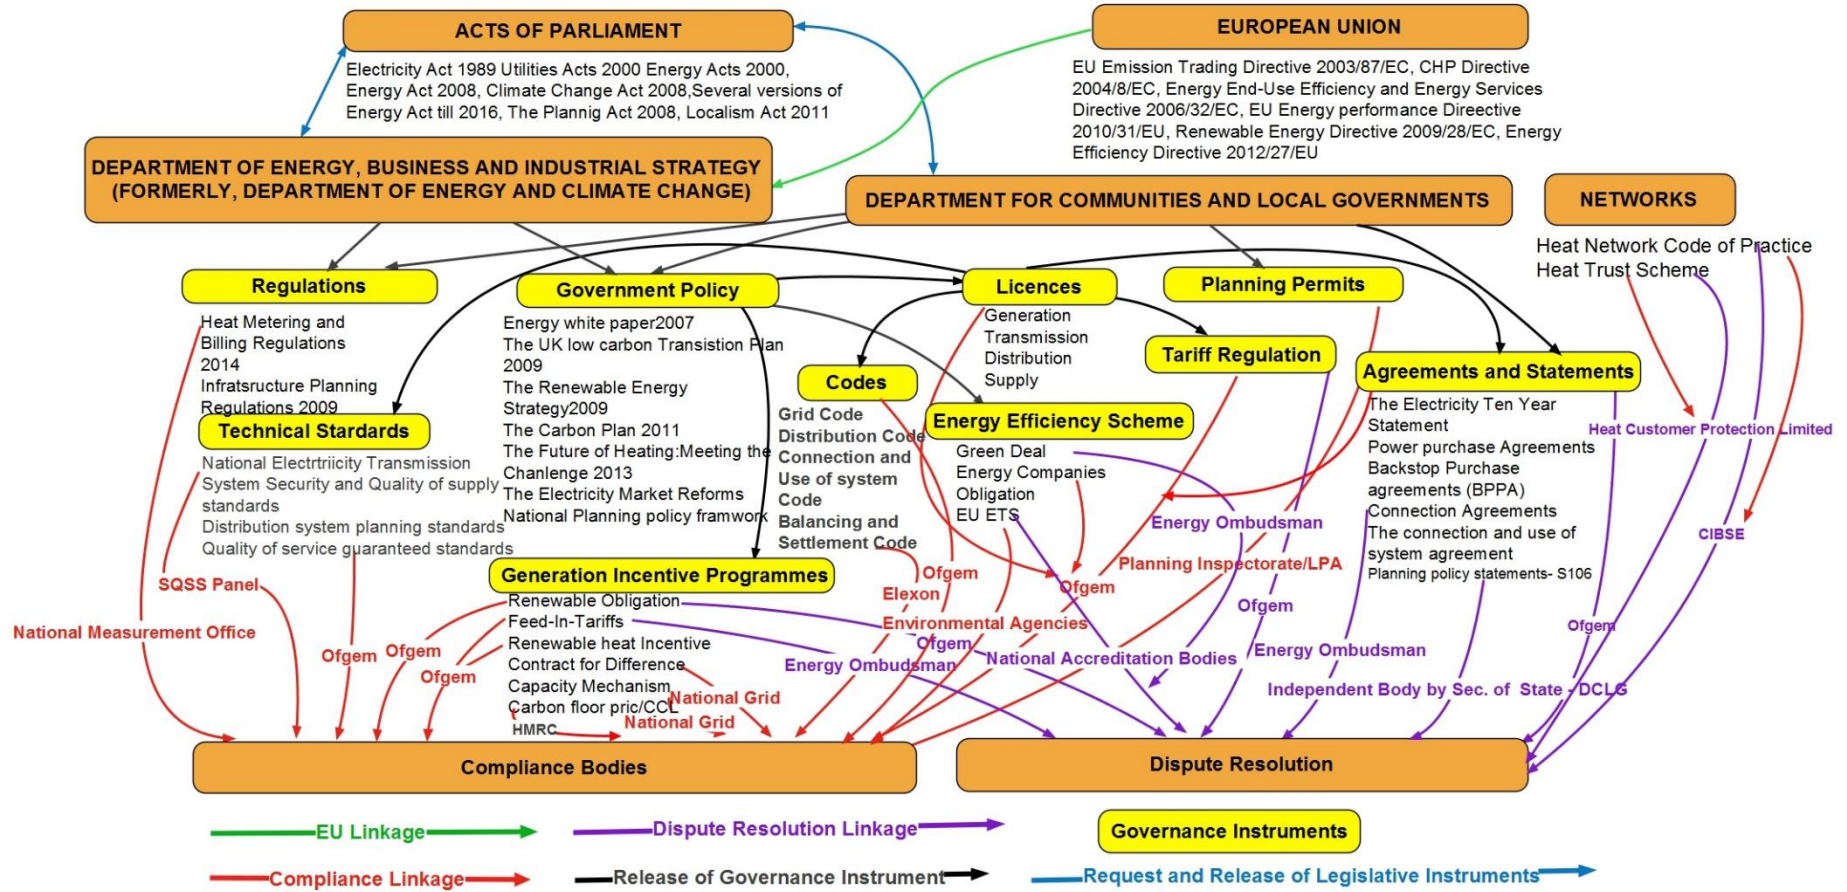 ACTS OF PARLIAMENT
Electricity Act 1989 Utilities Acts 2000 Energy Acts 2000,
Energy Act 2008, Climate Change Act 2008,Several versions of
Energy Act till 2016, The Plannig Act 2008, Localism Act 2011
EUROPEAN UNION
EU Emission Trading Directive 2003/87/EC, CHP Directive
2004/8/EC, Energy End-Use Efficiency and Energy Services
Directive 2006/32/EC, EU Energy performance Direective
2010/31/EU, Renewable Energy Directive 2009/28/EC, Energy
Efficiency Directive 2012/27/EU
DEPARTMENT OF ENERGY, BUSINESS AND INDUSTRIAL STRATEGY
(FORMERLY, DEPARTMENT OF ENERGY AND CLIMATE CHANGE)
DEPARTMENT FOR COMMUNITIES AND LOCAL GOVERNMENTS
NETWORKS
Heat Network Code of Practice
Heat Trust Scheme
Regulations
Heat Metering and
Billing Regulations
2014
Infratsructure Planning
Regulations 2009
Technical Stardards
National Electrtriicity Transmission
System Security and Quality of supply
standards
Distribution system planning standards
Quality of service guaranteed standards
Government Policy
Energy white paper2007
The UK low carbon Transistion Plan
2009
The Renewable Energy
Strategy2009
The Carbon Plan 2011
The Future of Heating:Meeting the
Chanlenge 2013
The Electricity Market Reforms
National Planning policy framwork
Generation Incentive Programmes
Renewable Obligation
Feed-In-Tariffs
Renewable heat Incentive
Contract for Difference
Capacity Mechanism
Carbon floor pric/CCL
HMRC
Licences
Generation
Transmission
Distribution
Supply
Codes
Grid Code
Distribution Code
Connection and
Use of system
Code
Balancing and
Settlement Code
Energy Efficiency Scheme
Green Deal
Energy Companies
Obligation
EU ETS
Planning Permits
Tariff Regulation
Agreements and Statements
The Electricity Ten Year
Statement
Power purchase Agreements
Backstop Purchase
agreements (BPPA)
Connection Agreements
The connection and use of
system agreement
Planning policy statements- S106
Heat Customer Protection Limited
CIBSE
Energy Ombudsman
Planning Inspectorate/LPA
SQSS Panel
National Measurement Office
Ofgem
Ofgem
Ofgem
Ofgem
Elexon
Ofgem
Environmental Agencies
Ofgem
Energy Ombudsman
National Accreditation Bodies
Ofgem
Energy Ombudsman
Ofgem
Independent Body by Sec. of State - DCLG
National Grid
National Grid
Compliance Bodies
Dispute Resolution
EU Linkage
Dispute Resolution Linkage
Governance Instruments
Compliance Linkage
Release of Governance Instrument
Request and Release of Legislative Instruments